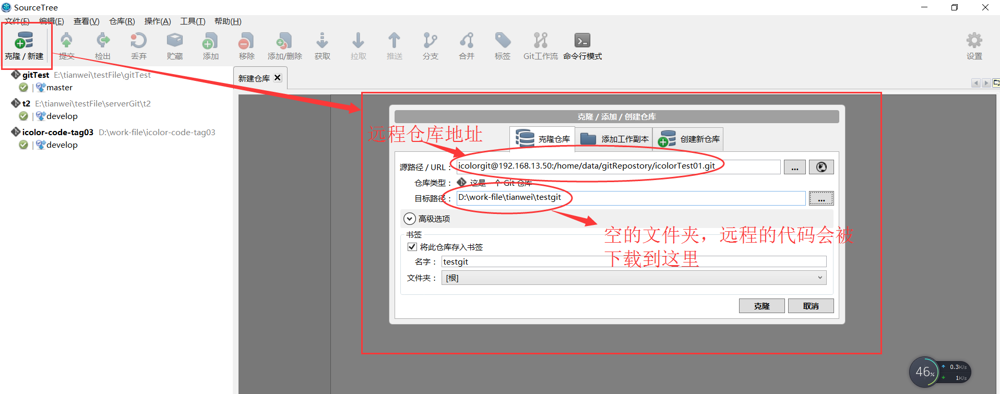 SourceTree
文件(F) 编辑(E) 查看(V) 仓库(R) 操作(A) 工具(T) 帮助(H)
克隆 / 新建 提交 检出 丢弃 贮藏 添加 移除 添加/删除 获取 拉取 推送 分支 合并 标签 Git工作流 命令行模式 设置
gitTest E:\tianwei\testFile\gitTest
master
t2 E:\tianwei\testFile\serverGit\t2
develop
icolor-code-tag03 D:\work-file\icolor-code-tag03
develop
新建仓库
克隆 / 添加 / 创建仓库
远程仓库地址
克隆仓库 添加工作副本 创建新仓库
源路径 / URL： icolorgit@192.168.13.50:/home/data/gitRepostory/icolorTest01.git ...
仓库类型： 这是一个 Git 仓库
目标路径： D:\work-file\tianwei\testgit ...
高级选项
空的文件夹，远程的代码会被
下载到这里
书签
将此仓库存入书签
名字： testgit
文件夹： [根]
克隆 取消
46% 0.3K/s
1K/s